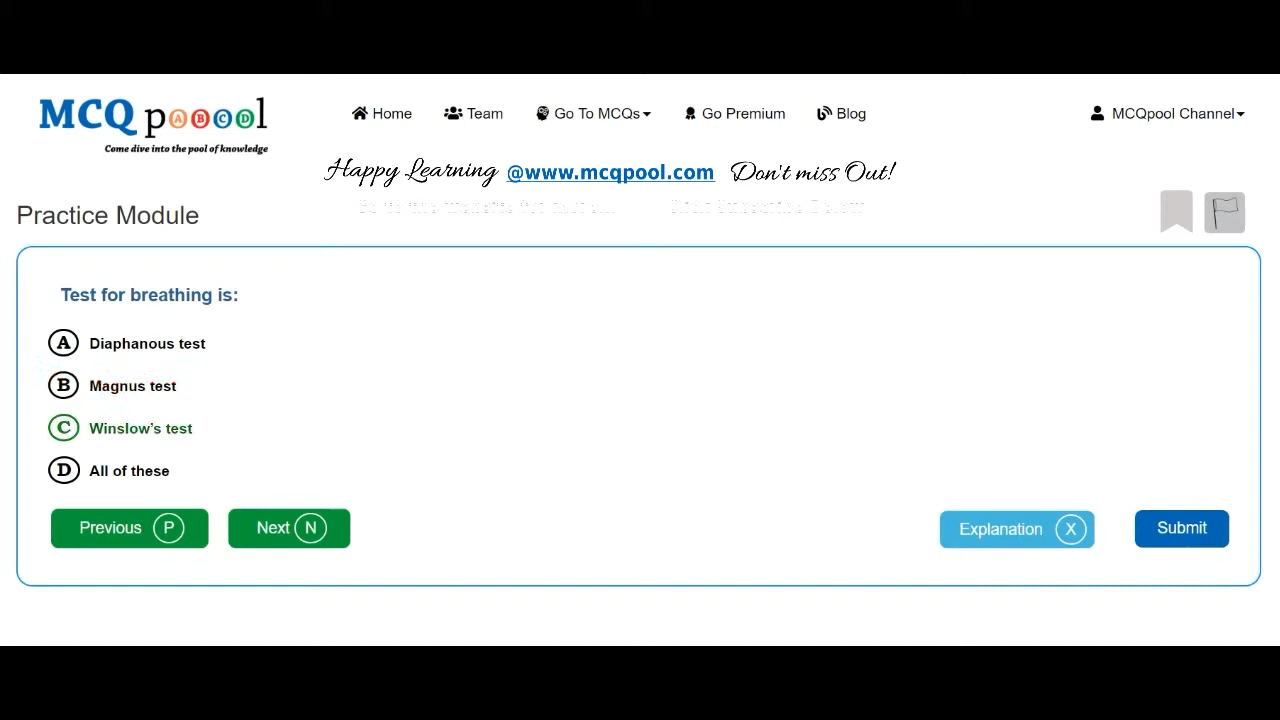 MCQ poool
Come dive into the pool of knowledge
Home Team Go To MCQs Go Premium Blog MCQpool Channel
Happy Learning @www.mcqpool.com Don't miss Out!
Practice Module
Test for breathing is:
A Diaphanous test
B Magnus test
C Winslow's test
D All of these
Previous P Next N Explanation X Submit